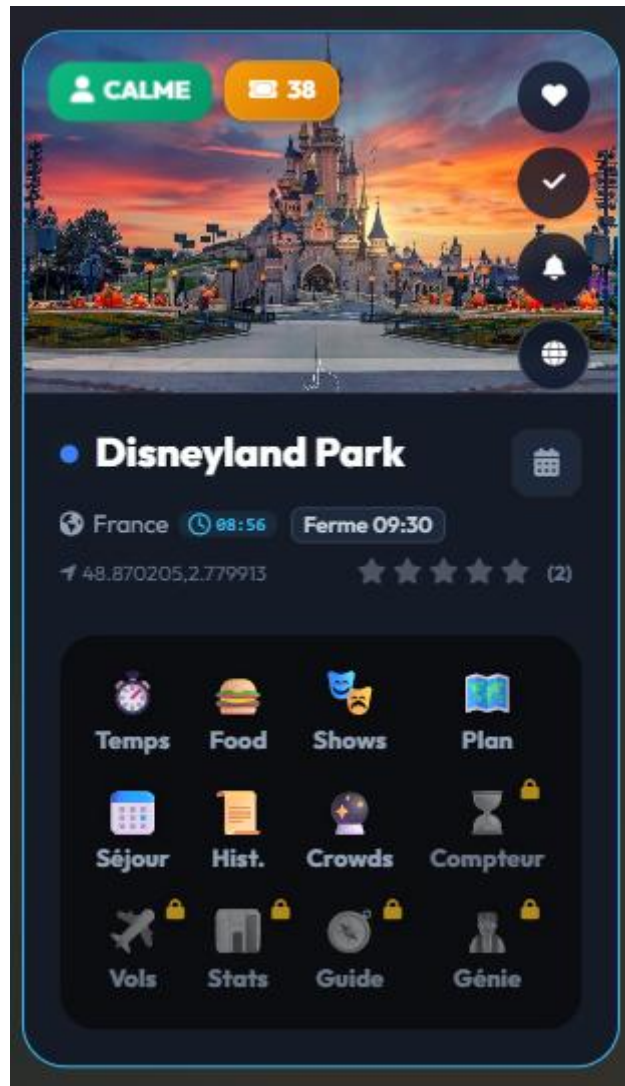 CALME
38
Disneyland Park
France 08:56 Ferme 09:30
48.870205,2.779913 (2)
Temps Food Shows Plan
Séjour Hist. Crowds Compteur
Vols Stats Guide Génie